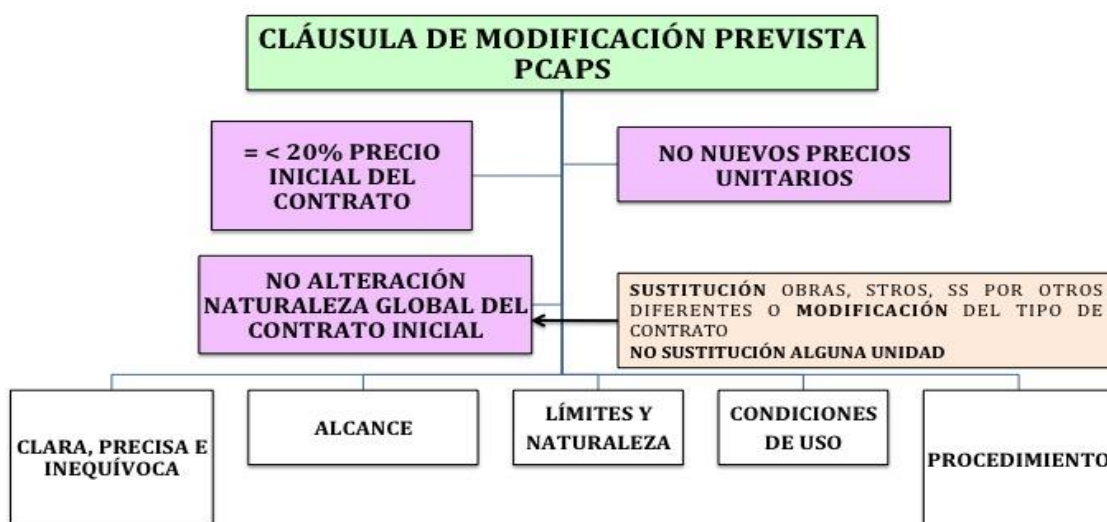 CLÁUSULA DE MODIFICACIÓN PREVISTA
PCAPS
= < 20% PRECIO
INICIAL DEL
CONTRATO
NO NUEVOS PRECIOS
UNITARIOS
NO ALTERACIÓN
NATURALEZA GLOBAL DEL
CONTRATO INICIAL
SUSTITUCIÓN OBRAS, STROS, SS POR OTROS
DIFERENTES O MODIFICACIÓN DEL TIPO DE
CONTRATO
NO SUSTITUCIÓN ALGUNA UNIDAD
CLARA, PRECISA E
INEQUÍVOCA
ALCANCE
LÍMITES Y
NATURALEZA
CONDICIONES
DE USO
PROCEDIMIENTO